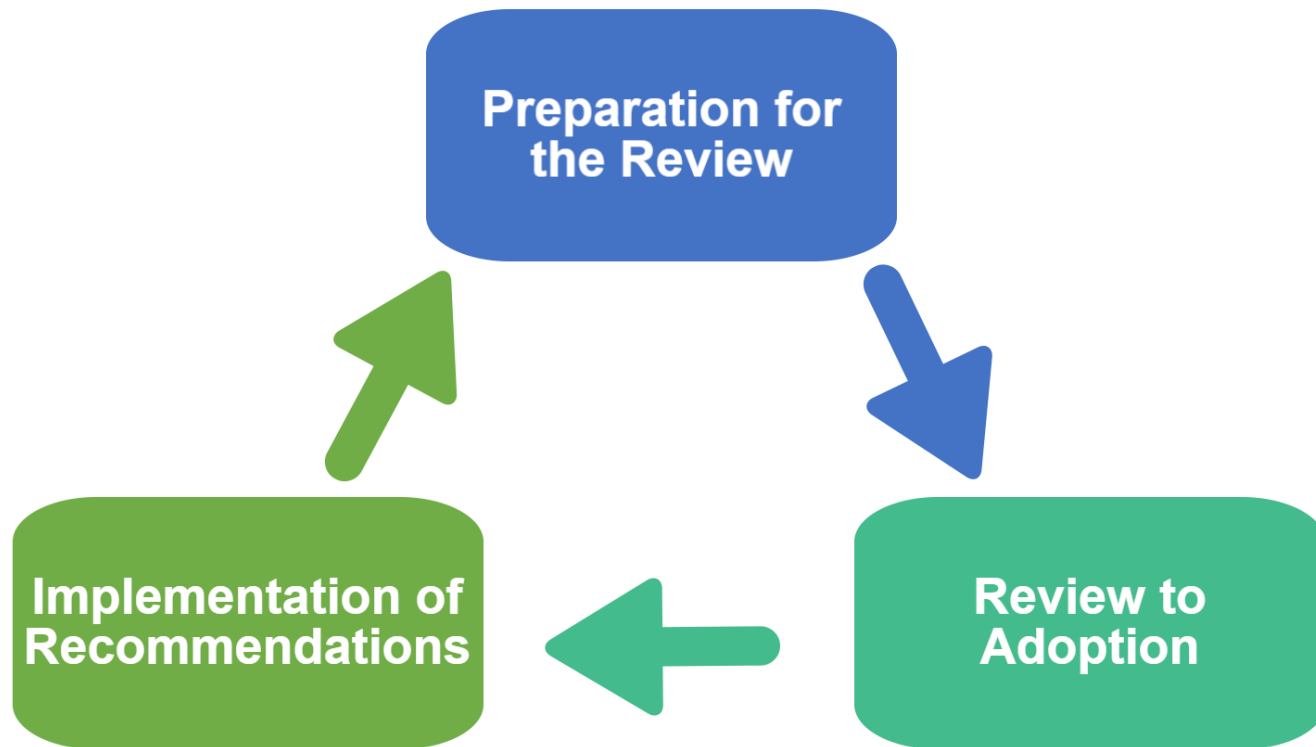 Preparation for
the Review
Implementation of
Recommendations
Review to
Adoption